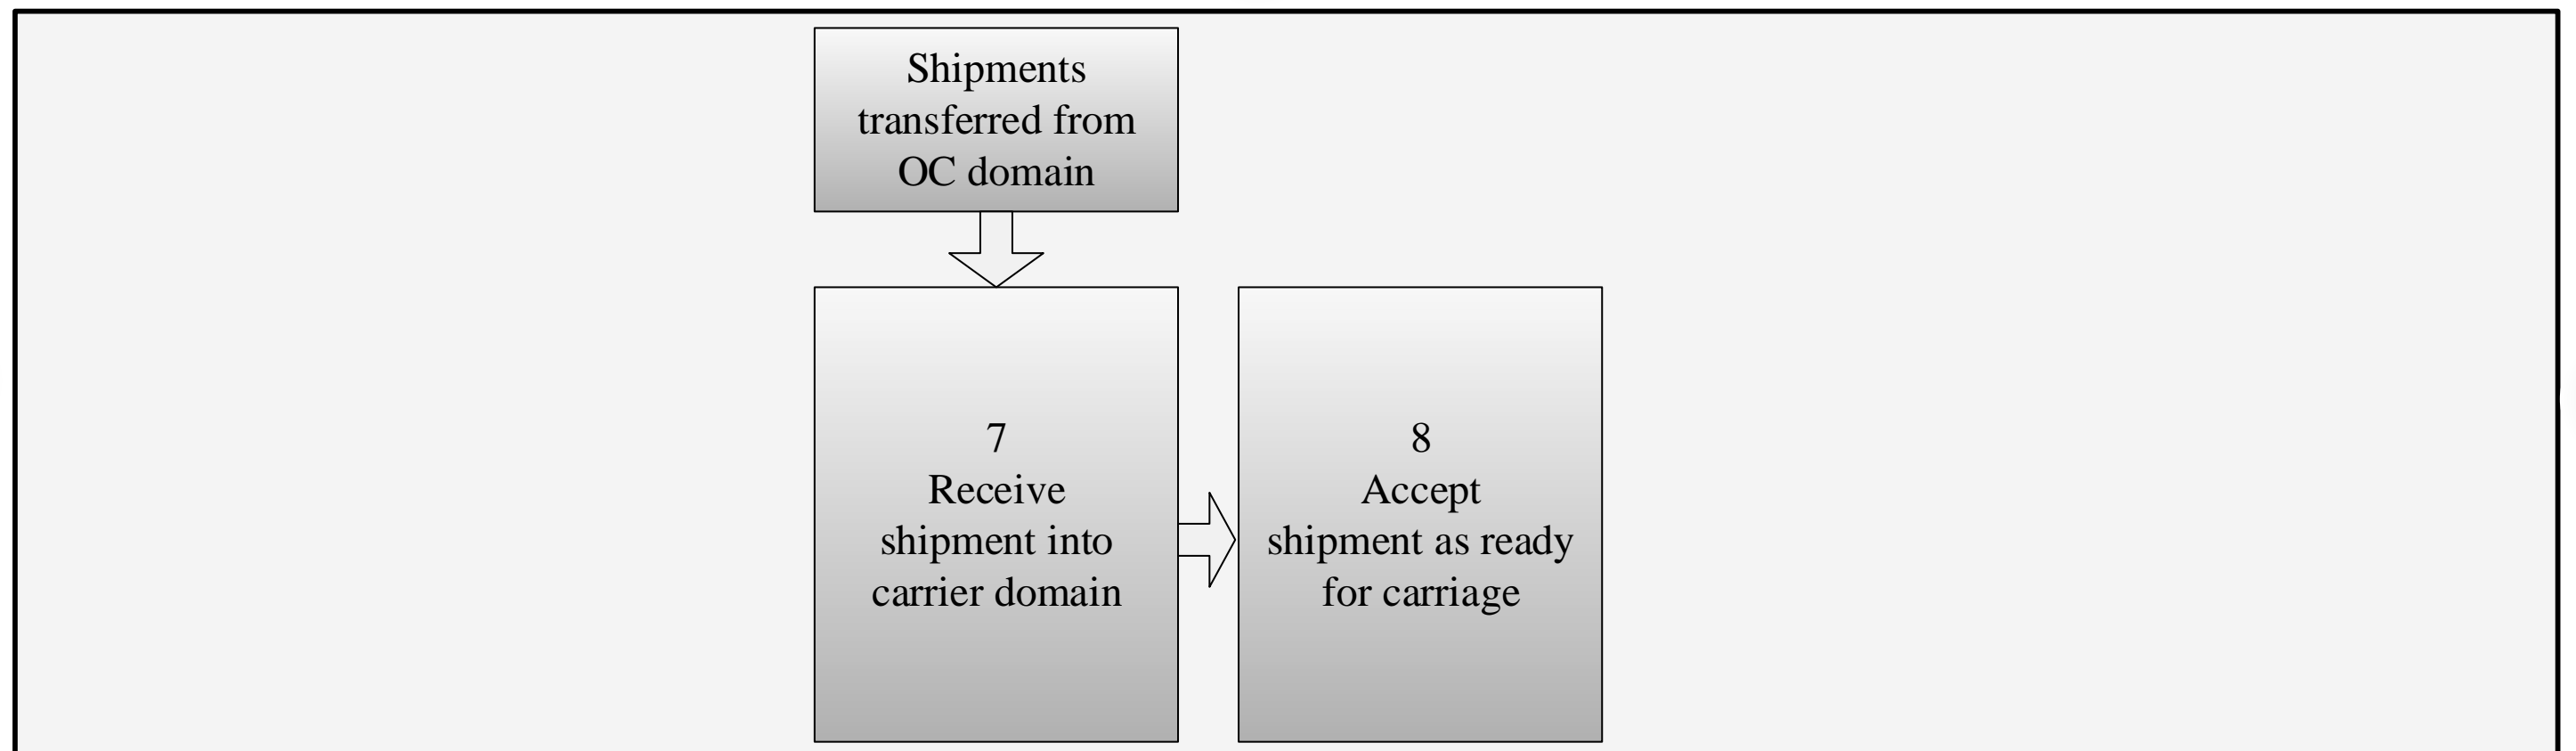 Shipments
transferred from
OC domain
7
Receive
shipment into
carrier domain
8
Accept
shipment as ready
for carriage